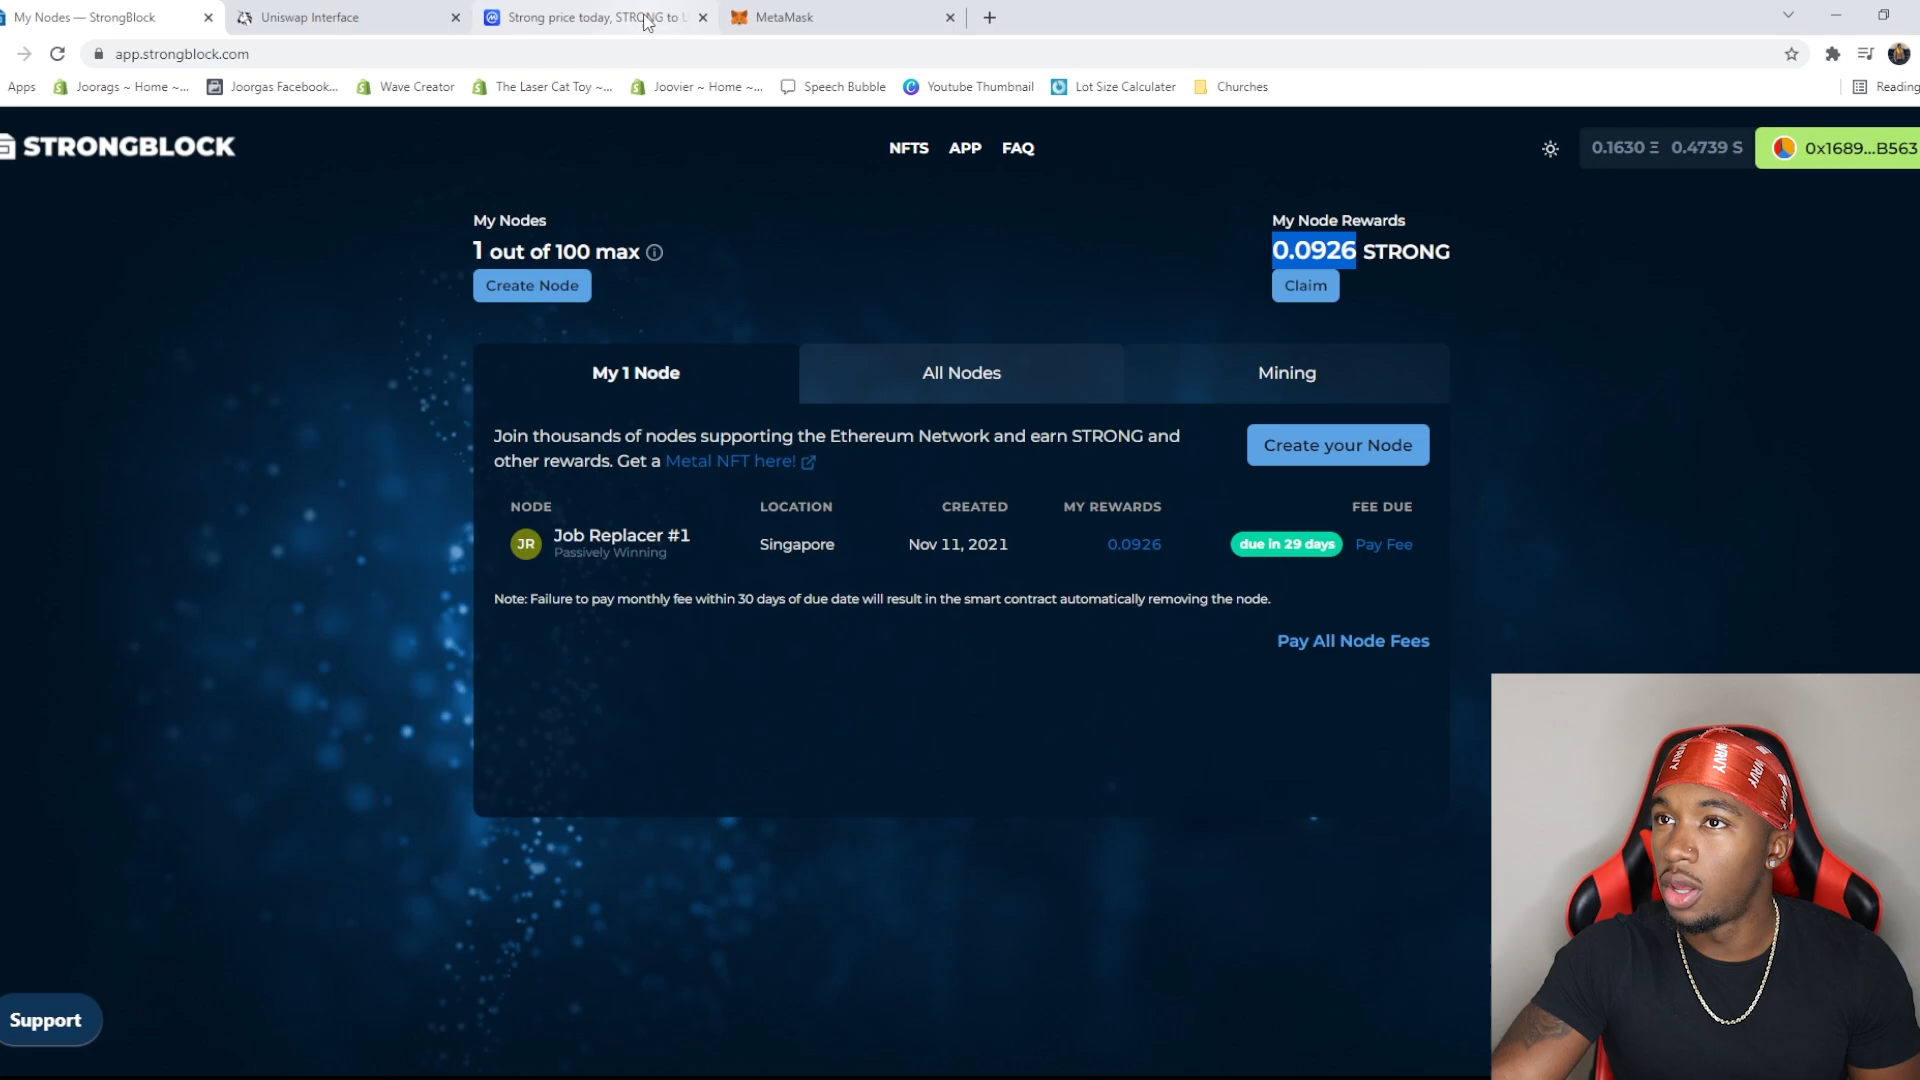 My Nodes — StrongBlock
Uniswap Interface
Strong price today, STRONG to U
MetaMask
app.strongblock.com
Apps
Joorags ~ Home ~...
Joorgas Facebook...
Wave Creator
The Laser Cat Toy ~...
Joovier ~ Home ~...
Speech Bubble
Youtube Thumbnail
Lot Size Calculater
Churches
Reading
STRONGBLOCK
NFTS APP FAQ
0.1630 Ξ 0.4739 S
0x1689...B563
My Nodes
1 out of 100 max
Create Node
My Node Rewards
0.0926 STRONG
Claim
My 1 Node
All Nodes
Mining
Join thousands of nodes supporting the Ethereum Network and earn STRONG and
other rewards. Get a Metal NFT here!
Create your Node
NODE LOCATION CREATED MY REWARDS FEE DUE
JR Job Replacer #1 Singapore Nov 11, 2021 0.0926 due in 29 days Pay Fee
Passively Winning
Note: Failure to pay monthly fee within 30 days of due date will result in the smart contract automatically removing the node.
Pay All Node Fees
Support